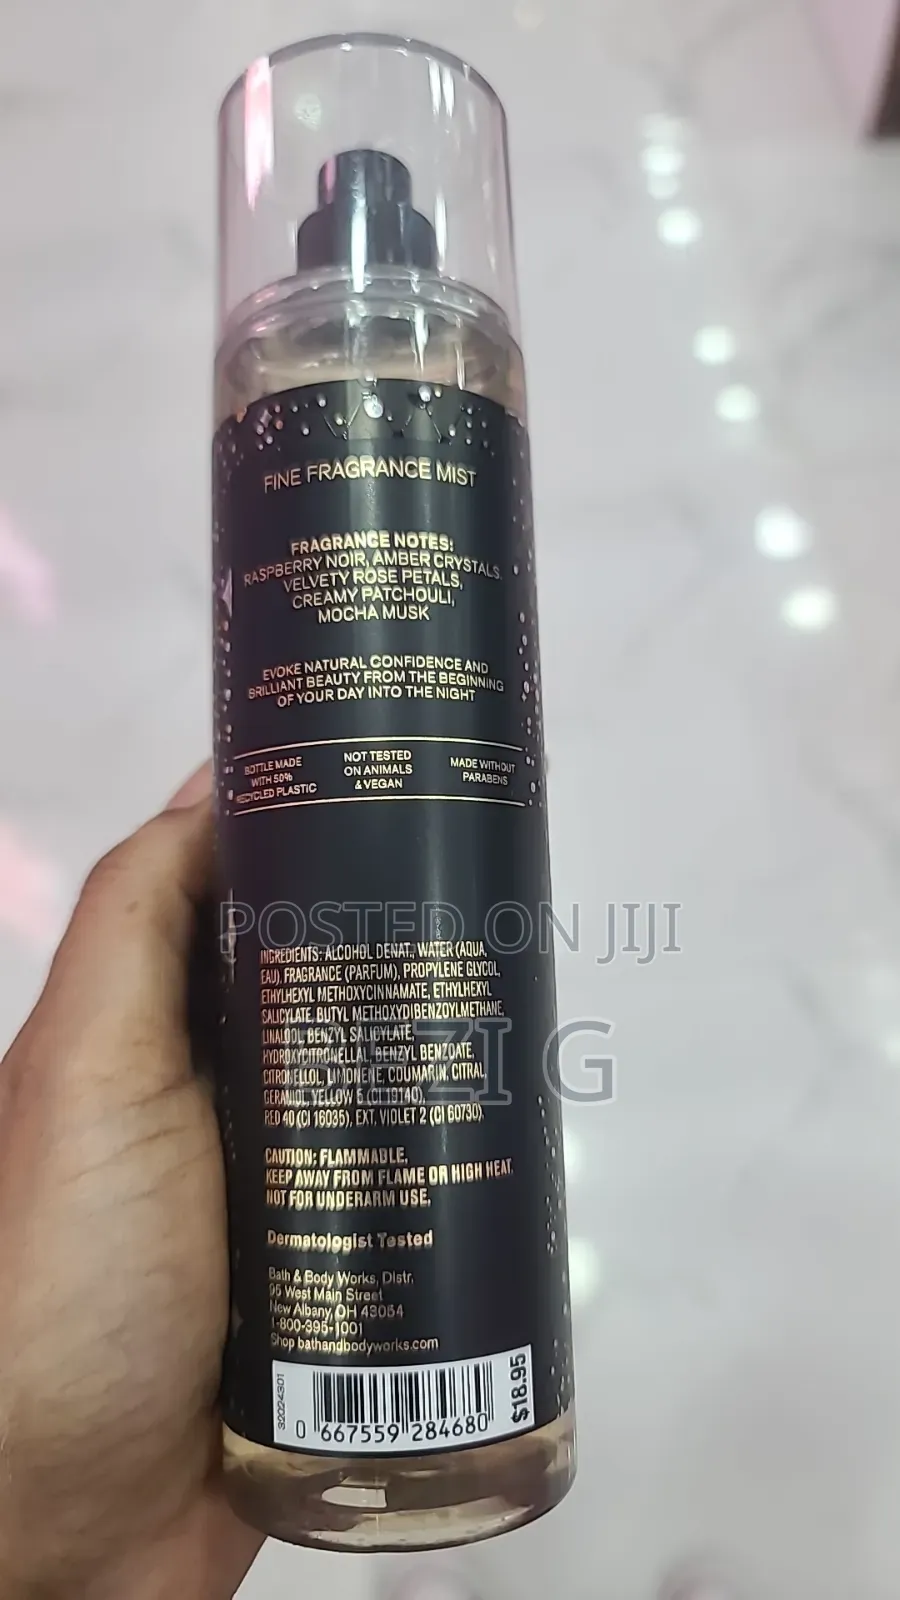 FINE FRAGRANCE MIST
FRAGRANCE NOTES:
RASPBERRY NOIR, AMBER CRYSTALS,
VELVETY ROSE PETALS,
CREAMY PATCHOULI,
MOCHA MUSK
EVOKE NATURAL CONFIDENCE AND
BRILLIANT BEAUTY FROM THE BEGINNING
OF YOUR DAY INTO THE NIGHT
BOTTLE MADE
WITH 50%
RECYCLED PLASTIC
NOT TESTED
ON ANIMALS
& VEGAN
MADE WITHOUT
PARABENS
POSTED ON JIJI
INGREDIENTS: ALCOHOL DENAT., WATER (AQUA,
EAU), FRAGRANCE (PARFUM), PROPYLENE GLYCOL,
ETHYLHEXYL METHOXYCINNAMATE, ETHYLHEXYL
SALICYLATE, BUTYL METHOXYDIBENZOYLMETHANE,
LINALOOL, BENZYL SALICYLATE,
HYDROXYCITRONELLAL, BENZYL BENZOATE,
CITRONELLOL, LIMONENE, COUMARIN, CITRAL,
GERANIOL, YELLOW 5 (CI 19140),
RED 40 (CI 16035), EXT. VIOLET 2 (CI 60730).
BEZI G
CAUTION: FLAMMABLE.
KEEP AWAY FROM FLAME OR HIGH HEAT.
NOT FOR UNDERARM USE.
Dermatologist Tested
Bath & Body Works, Distr.
95 West Main Street
New Albany, OH 43054
1-800-395-1001
Shop bathandbodyworks.com
32024301
0 667559 284680
$18.95